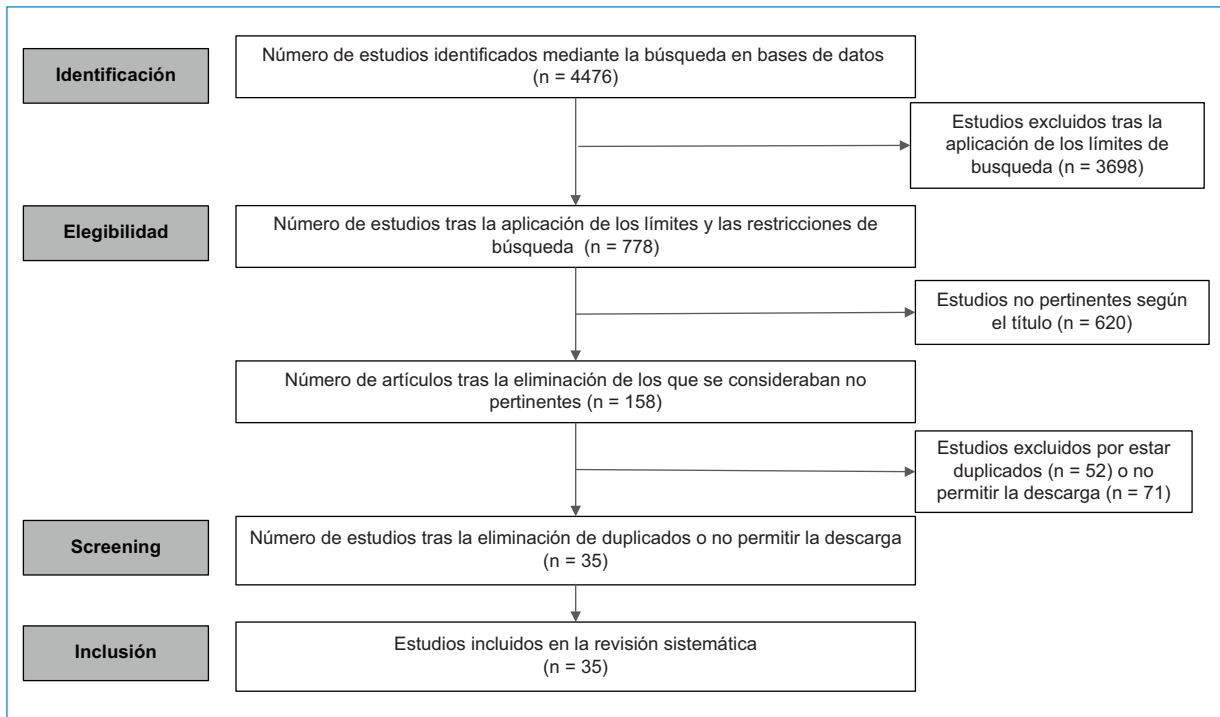 Identificación
Número de estudios identificados mediante la búsqueda en bases de datos
(n = 4476)
Estudios excluidos tras la
aplicación de los límites de
busqueda (n = 3698)
Elegibilidad
Número de estudios tras la aplicación de los límites y las restricciones de
búsqueda (n = 778)
Estudios no pertinentes según
el título (n = 620)
Número de artículos tras la eliminación de los que se consideraban no
pertinentes (n = 158)
Estudios excluidos por estar
duplicados (n = 52) o no
permitir la descarga (n = 71)
Screening
Número de estudios tras la eliminación de duplicados o no permitir la descarga
(n = 35)
Inclusión
Estudios incluidos en la revisión sistemática
(n = 35)